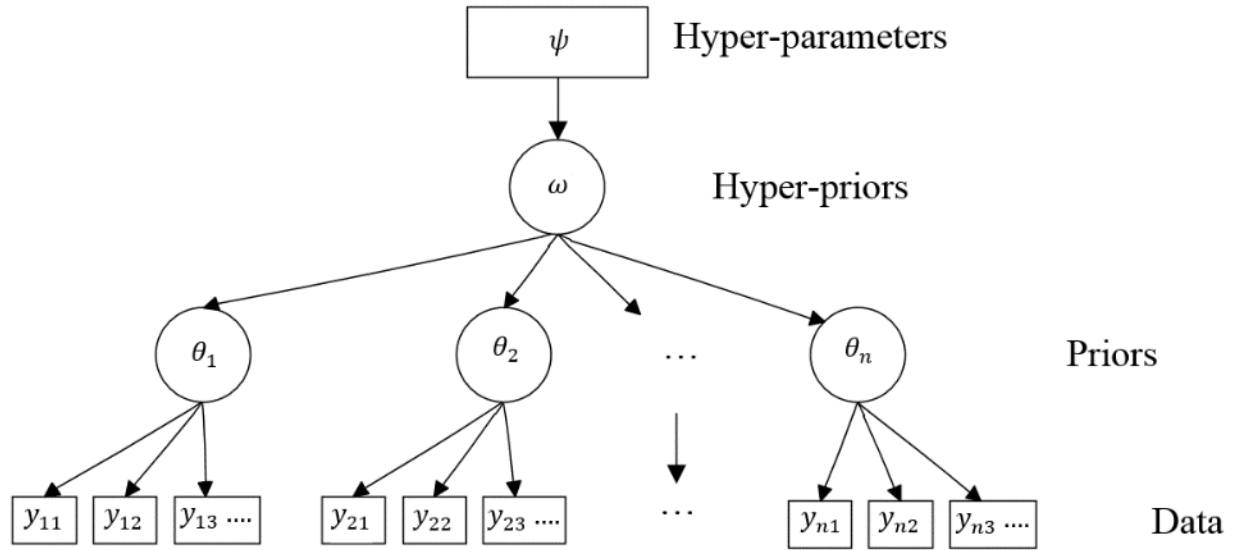 ψ Hyper-parameters
ω Hyper-priors
θ₁ θ₂ ... θₙ Priors
y₁₁ y₁₂ y₁₃ .... y₂₁ y₂₂ y₂₃ .... ... yₙ₁ yₙ₂ yₙ₃ .... Data